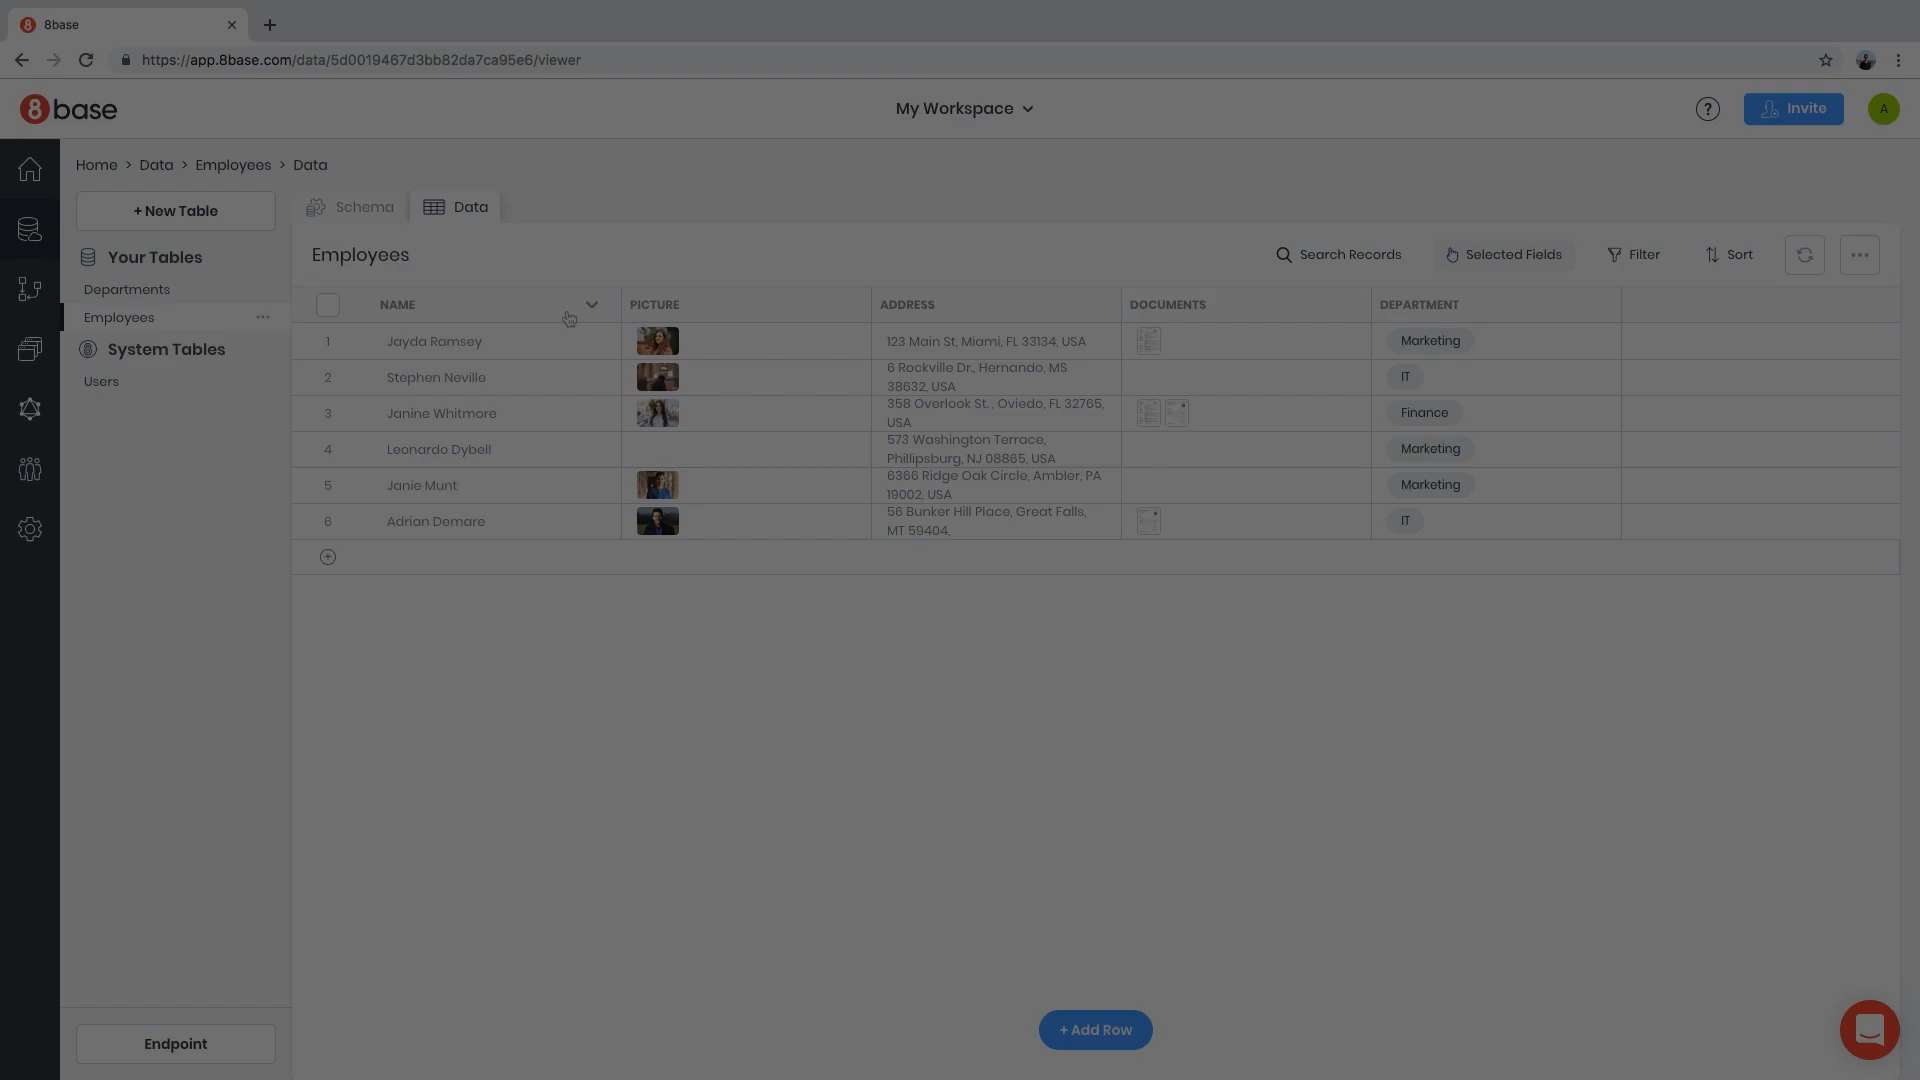 8base
https://app.8base.com/data/5d0019467d3bb82da7ca95e6/viewer
8base
My Workspace
?
Invite
A
Home > Data > Employees > Data
+ New Table
Schema
Data
Your Tables
Departments
Employees
System Tables
Users
Employees
Search Records
Selected Fields
Filter
Sort
NAME PICTURE ADDRESS DOCUMENTS DEPARTMENT
1 Jayda Ramsey 123 Main St, Miami, FL 33134, USA Marketing
2 Stephen Neville 6 Rockville Dr., Hernando, MS
38632, USA IT
3 Janine Whitmore 358 Overlook St. , Oviedo, FL 32765,
USA Finance
4 Leonardo Dybell 573 Washington Terrace,
Phillipsburg, NJ 08865, USA Marketing
5 Janie Munt 6366 Ridge Oak Circle, Ambler, PA
19002, USA Marketing
6 Adrian Demare 56 Bunker Hill Place, Great Falls,
MT 59404, IT
+ Add Row
Endpoint